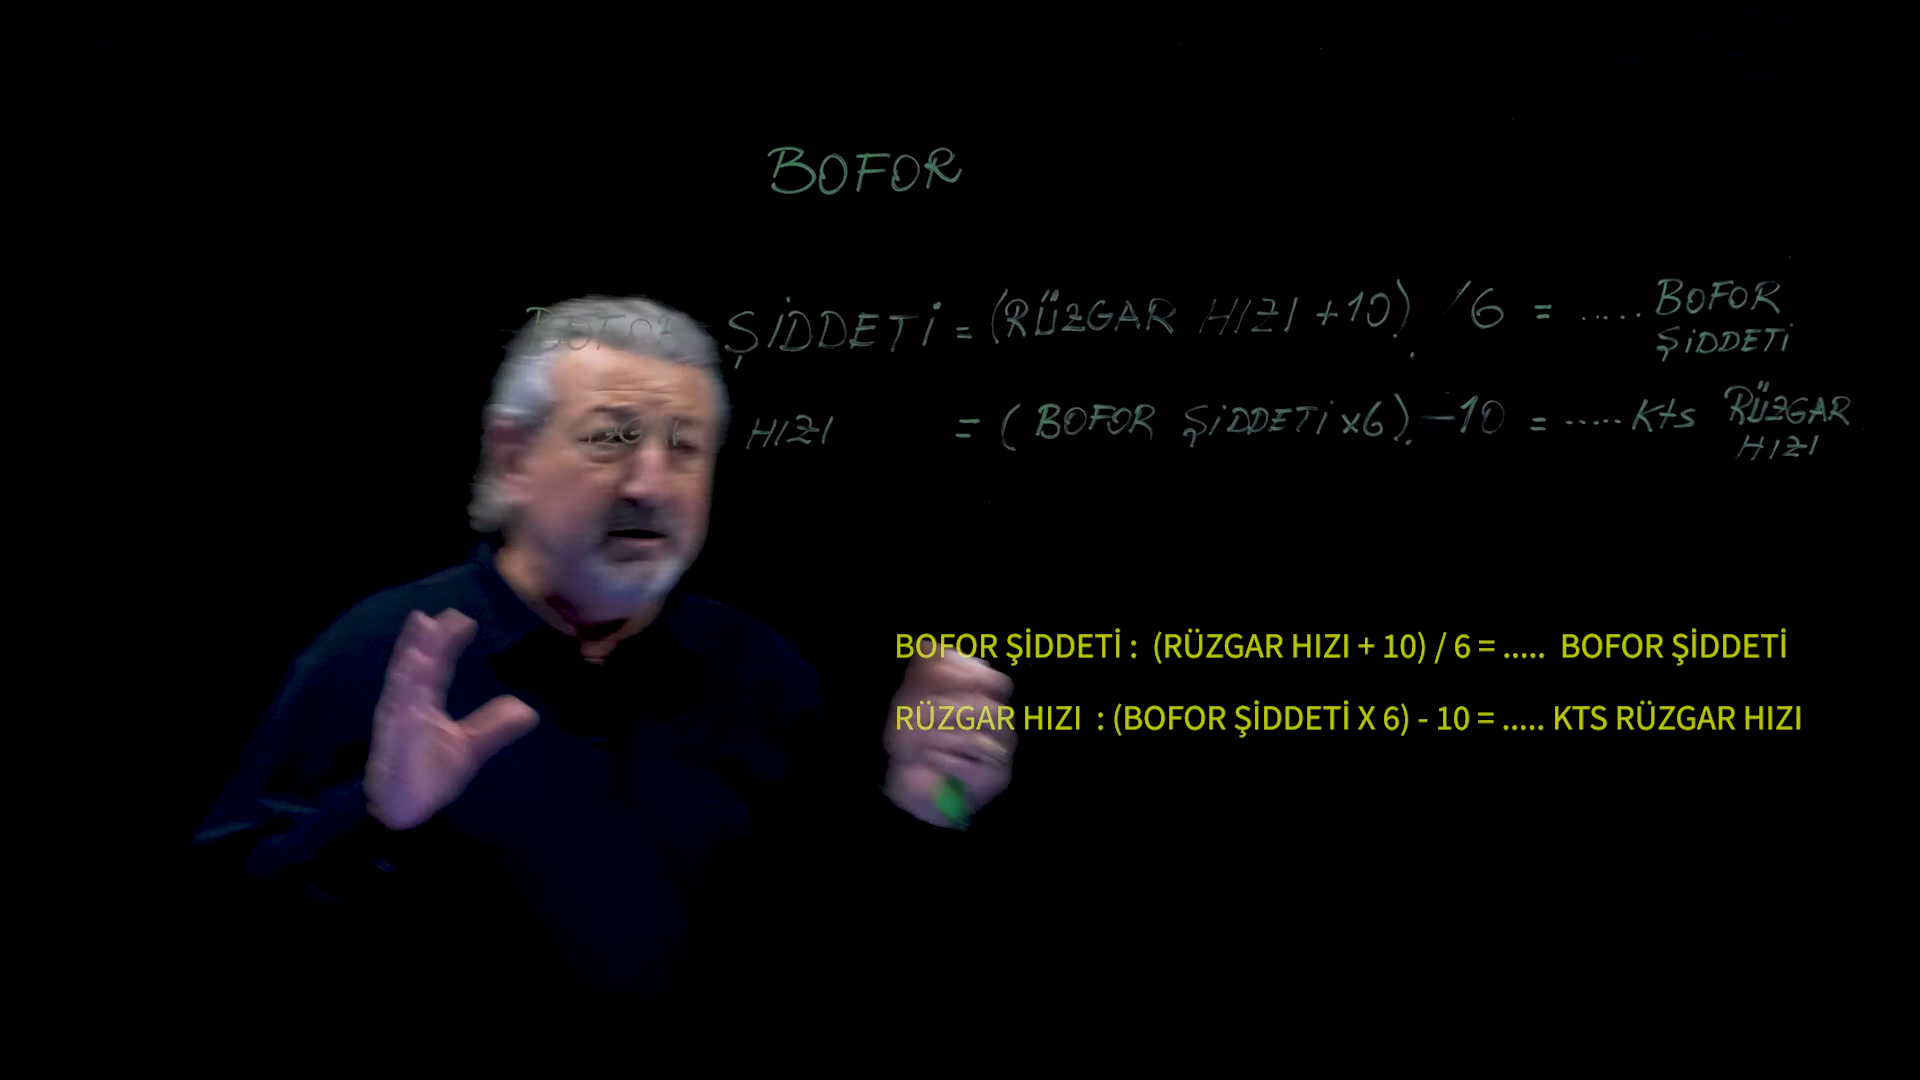 BOFOR
BOFOR ŞİDDETİ = (RÜZGAR HIZI +10) /6 = ..... BOFOR ŞİDDETİ
HIZI = ( BOFOR ŞİDDETİ x6) -10 = ..... Kts RÜZGAR HIZI
BOFOR ŞİDDETİ : (RÜZGAR HIZI + 10) / 6 = ..... BOFOR ŞİDDETİ
RÜZGAR HIZI : (BOFOR ŞİDDETİ X 6) - 10 = ..... KTS RÜZGAR HIZI